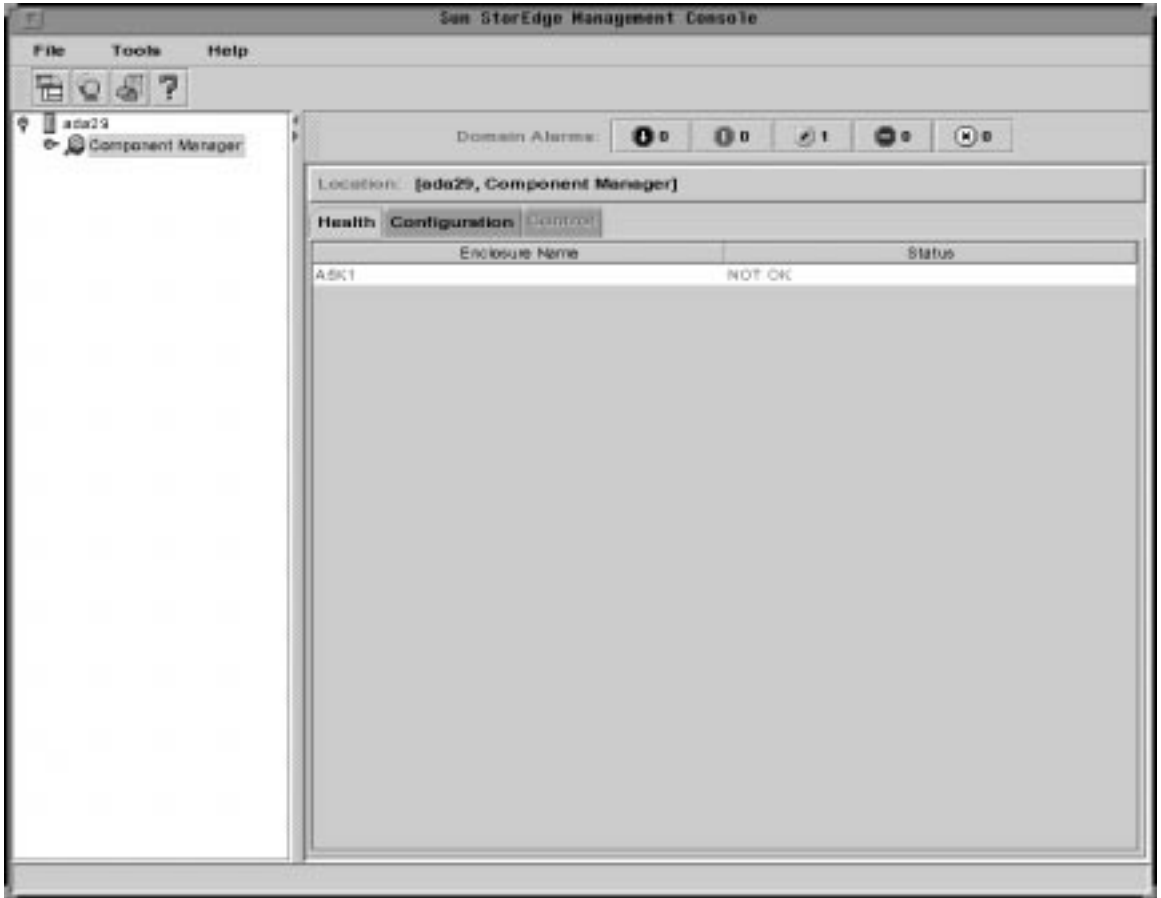 Sun StorEdge Management Console
File Tools Help
?
ada29
Component Manager
Domain Alarms: 0 0 1 0 0
Location: [ada29, Component Manager]
Health Configuration Control
Enclosure Name Status
A5K1 NOT OK